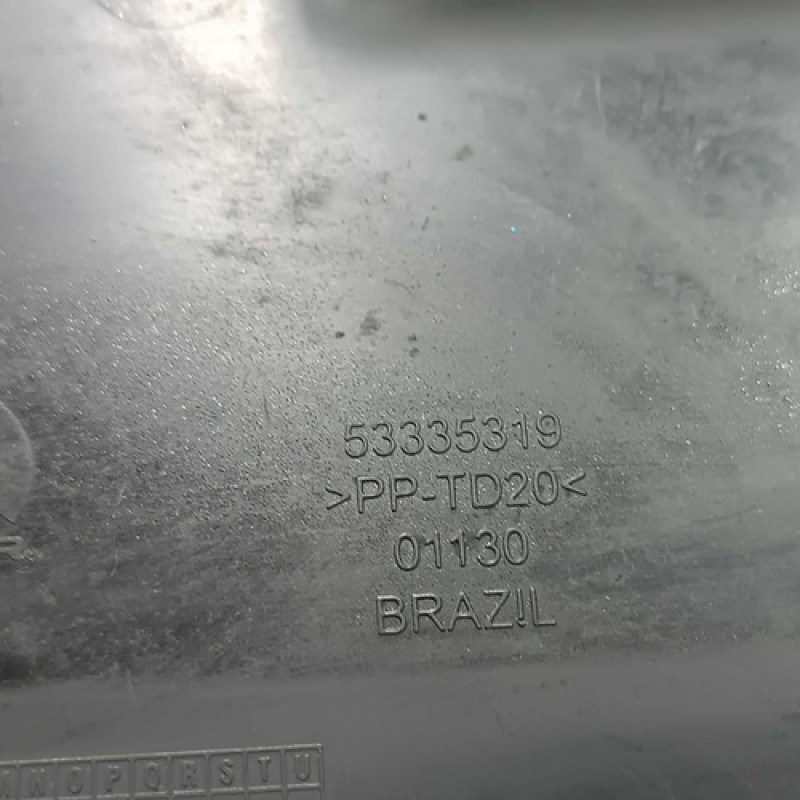 53335319
>PP-TD20<
01130
BRAZIL
NOPQRSTU